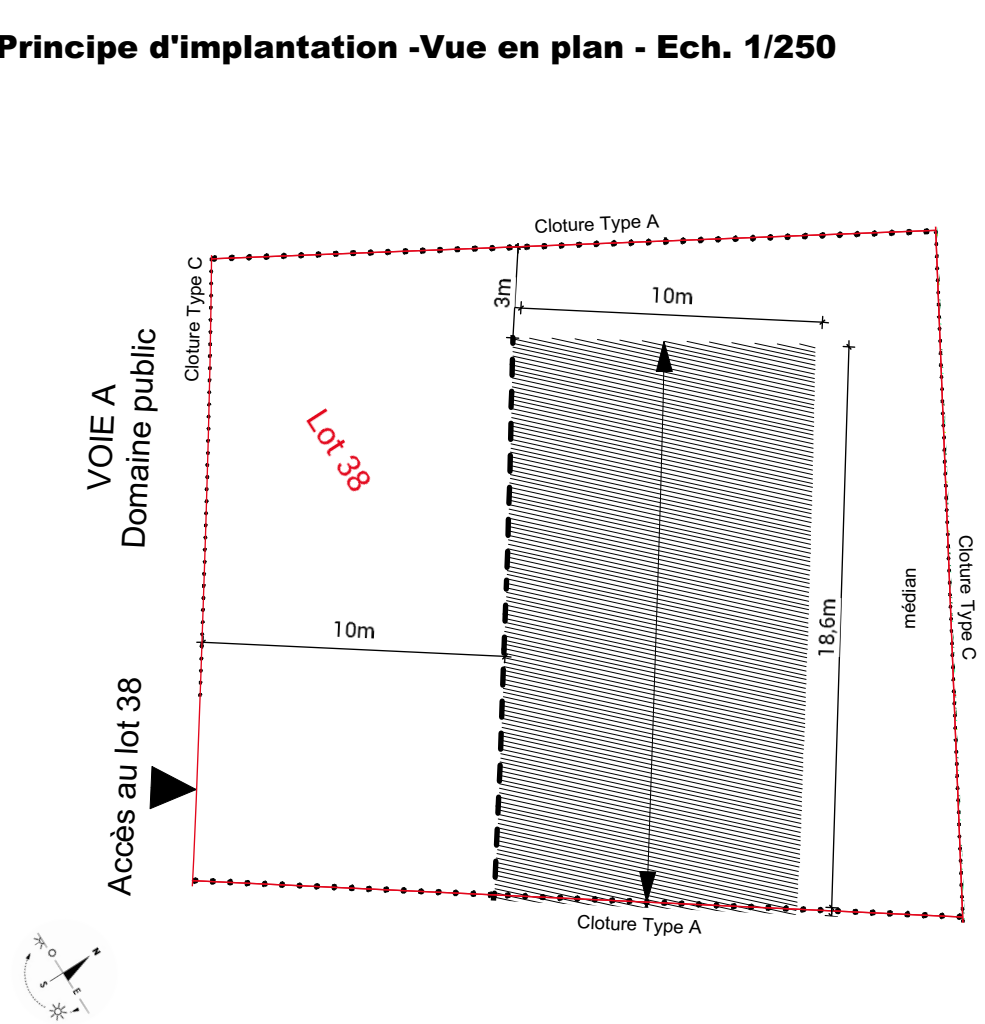 Principe d'implantation -Vue en plan - Ech. 1/250
Cloture Type A
Cloture Type C
3m
10m
VOIE A
Domaine public
Lot 38
18,6m
médian
Cloture Type C
10m
Accès au lot 38
Cloture Type A
N
O
S
E